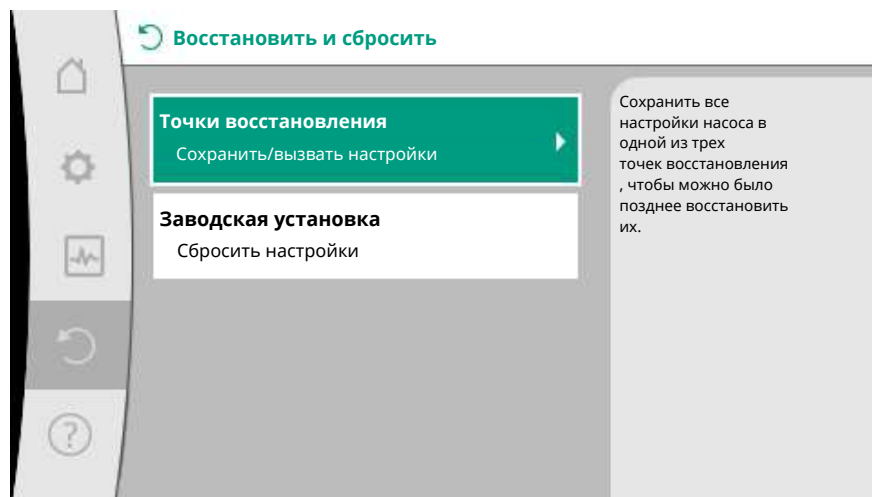 Восстановить и сбросить
Точки восстановления
Сохранить/вызвать настройки
Заводская установка
Сбросить настройки
Сохранить все
настройки насоса в
одной из трех
точек восстановления
, чтобы можно было
позднее восстановить
их.
?